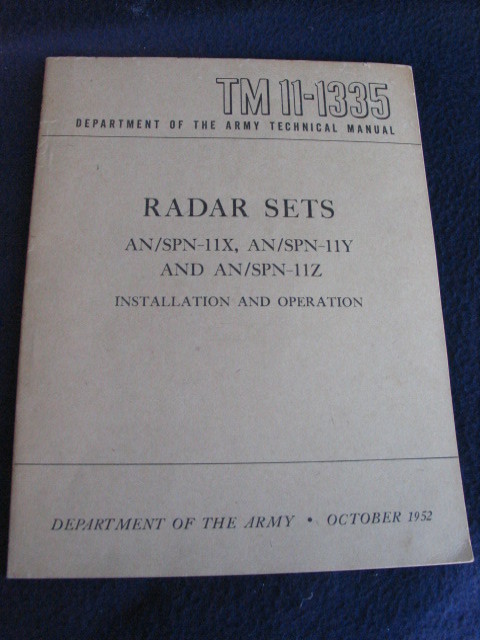 TM 11-1335
DEPARTMENT OF THE ARMY TECHNICAL MANUAL
RADAR SETS
AN/SPN-11X, AN/SPN-11Y
AND AN/SPN-11Z
INSTALLATION AND OPERATION
DEPARTMENT OF THE ARMY • OCTOBER 1952